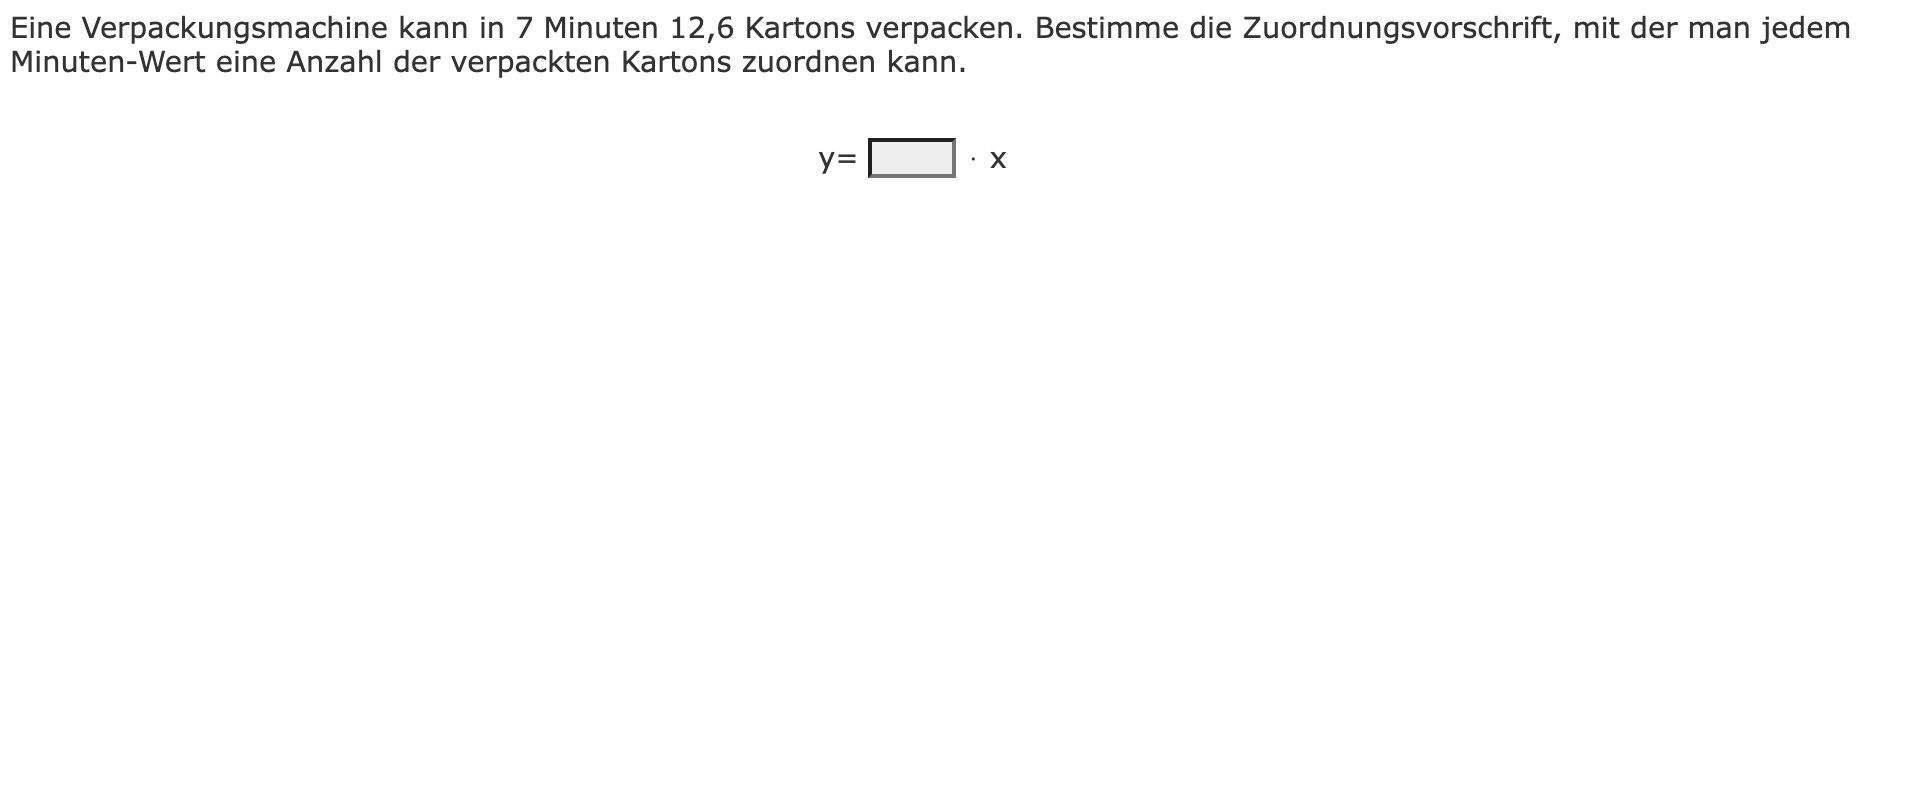 Eine Verpackungsmachine kann in 7 Minuten 12,6 Kartons verpacken. Bestimme die Zuordnungsvorschrift, mit der man jedem
Minuten-Wert eine Anzahl der verpackten Kartons zuordnen kann.
y= · x